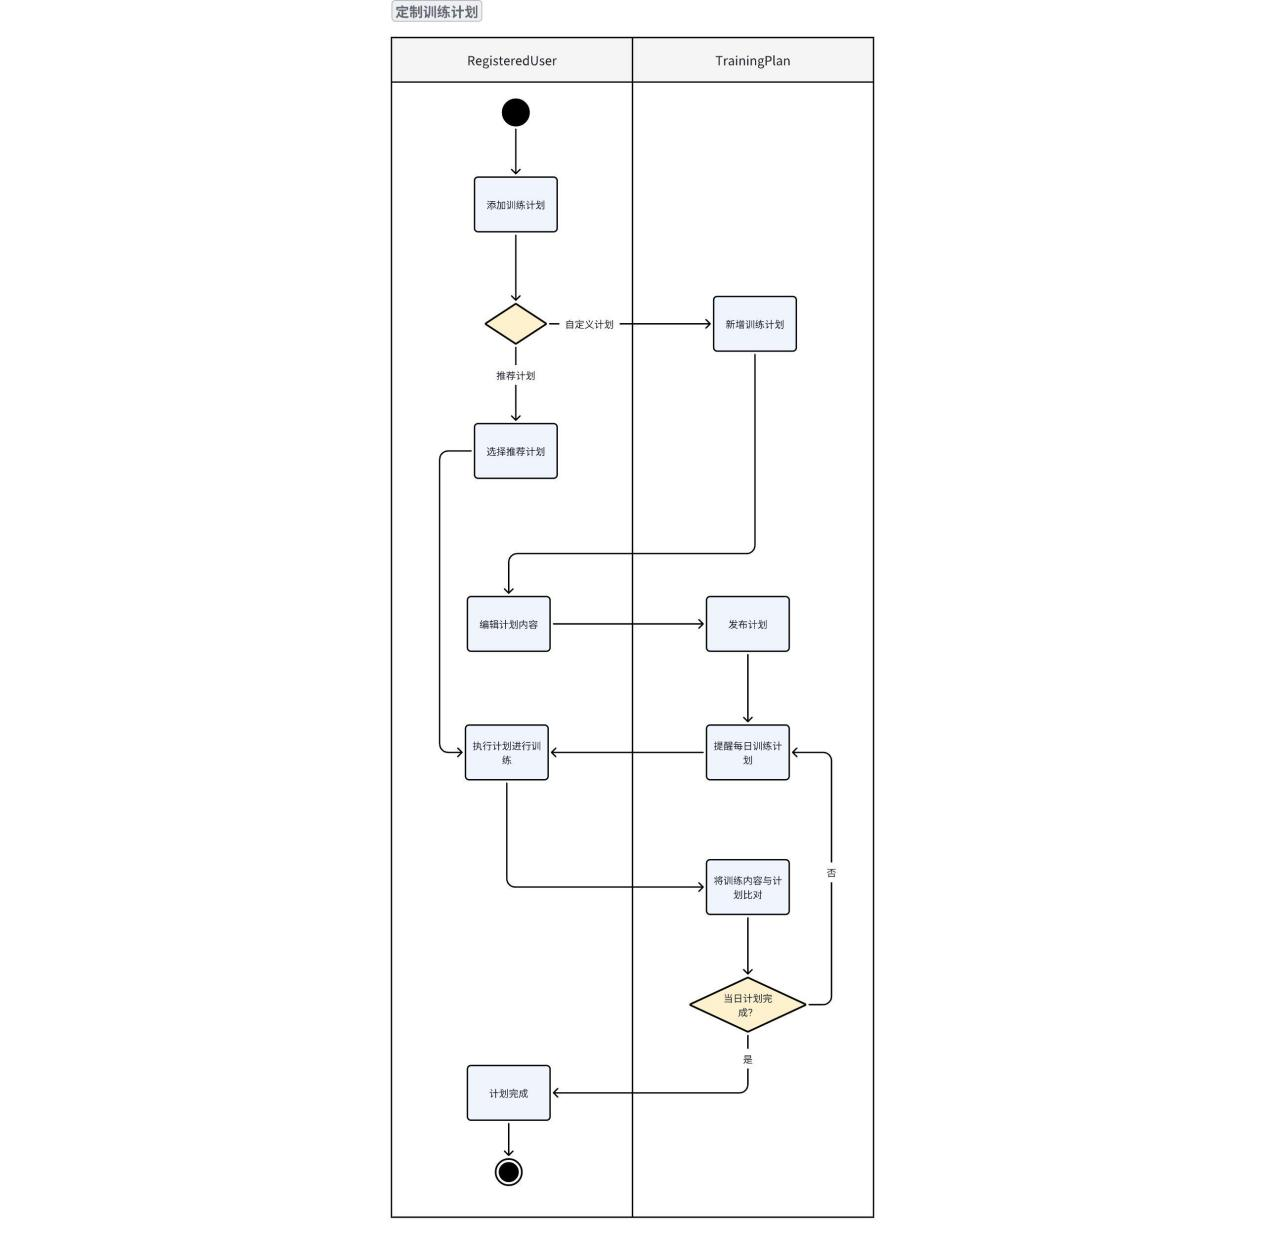 定制训练计划
RegisteredUser
TrainingPlan
添加训练计划
自定义计划
新增训练计划
推荐计划
选择推荐计划
编辑计划内容
发布计划
执行计划进行训
练
提醒每日训练计
划
将训练内容与计
划比对
否
当日计划完
成?
是
计划完成